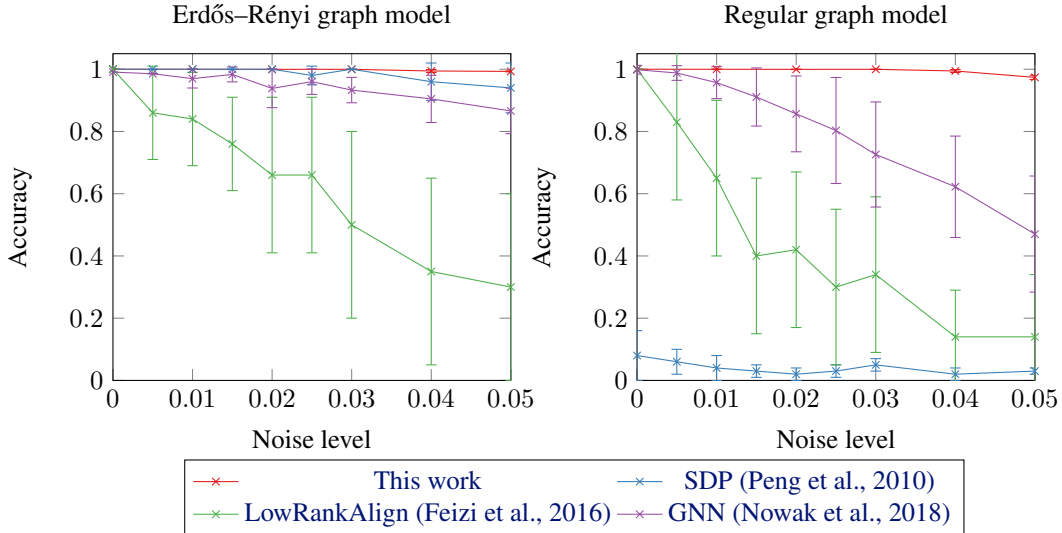 Erdős–Rényi graph model
Regular graph model
1
0.8
0.6
0.4
0.2
0
Accuracy
0
0.01
0.02
0.03
0.04
0.05
Noise level
1
0.8
0.6
0.4
0.2
0
Accuracy
0
0.01
0.02
0.03
0.04
0.05
Noise level
This work
SDP (Peng et al., 2010)
LowRankAlign (Feizi et al., 2016)
GNN (Nowak et al., 2018)